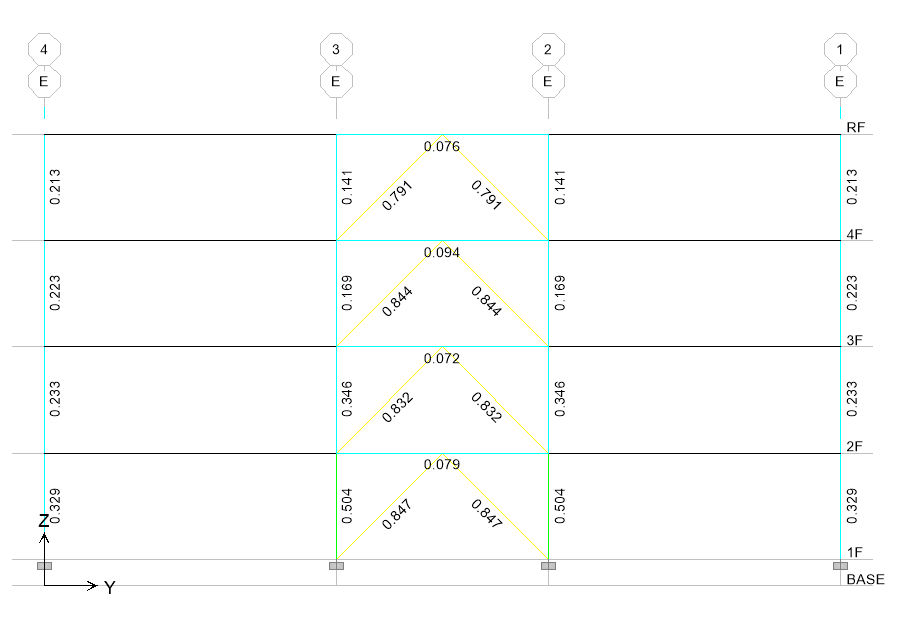 4 3 2 1
E E E E
RF
0.076
0.213 0.141 0.791 0.791 0.141 0.213
4F
0.094
0.223 0.169 0.844 0.844 0.169 0.223
3F
0.072
0.233 0.346 0.832 0.832 0.346 0.233
2F
0.079
0.329 0.504 0.847 0.847 0.504 0.329
Z
1F
BASE
Y